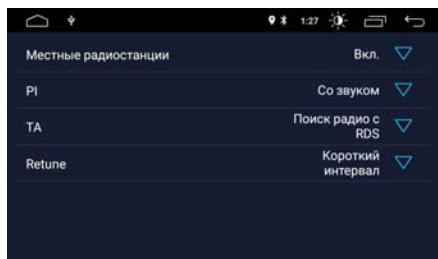 1:27
Местные радиостанции Вкл.
PI Со звуком
TA Поиск радио с
RDS
Retune Короткий
интервал